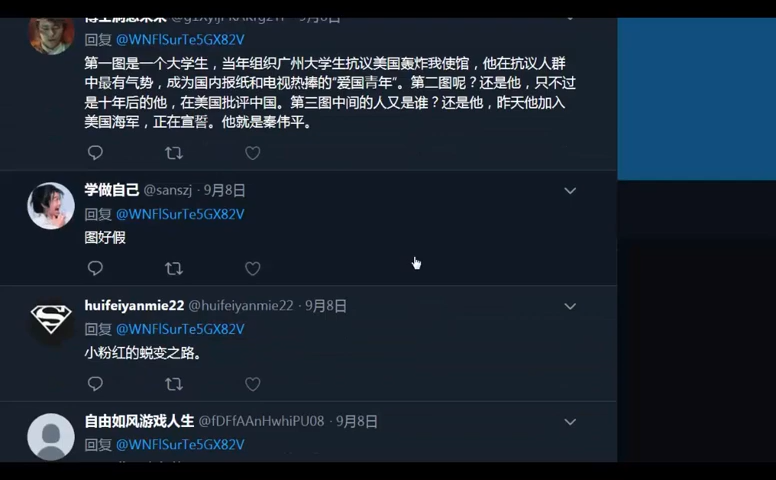 回复 @WNFlSurTe5GX82V
第一图是一个大学生，当年组织广州大学生抗议美国轰炸我使馆，他在抗议人群
中最有气势，成为国内报纸和电视热捧的“爱国青年”。第二图呢？还是他，只不过
是十年后的他，在美国批评中国。第三图中间的人又是谁？还是他，昨天他加入
美国海军，正在宣誓。他就是秦伟平。
学做自己 @sanszj · 9月8日
回复 @WNFlSurTe5GX82V
图好假
huifeiyanmie22 @huifeiyanmie22 · 9月8日
回复 @WNFlSurTe5GX82V
小粉红的蜕变之路。
自由如风游戏人生 @fDFfAAnHwhiPU08 · 9月8日
回复 @WNFlSurTe5GX82V